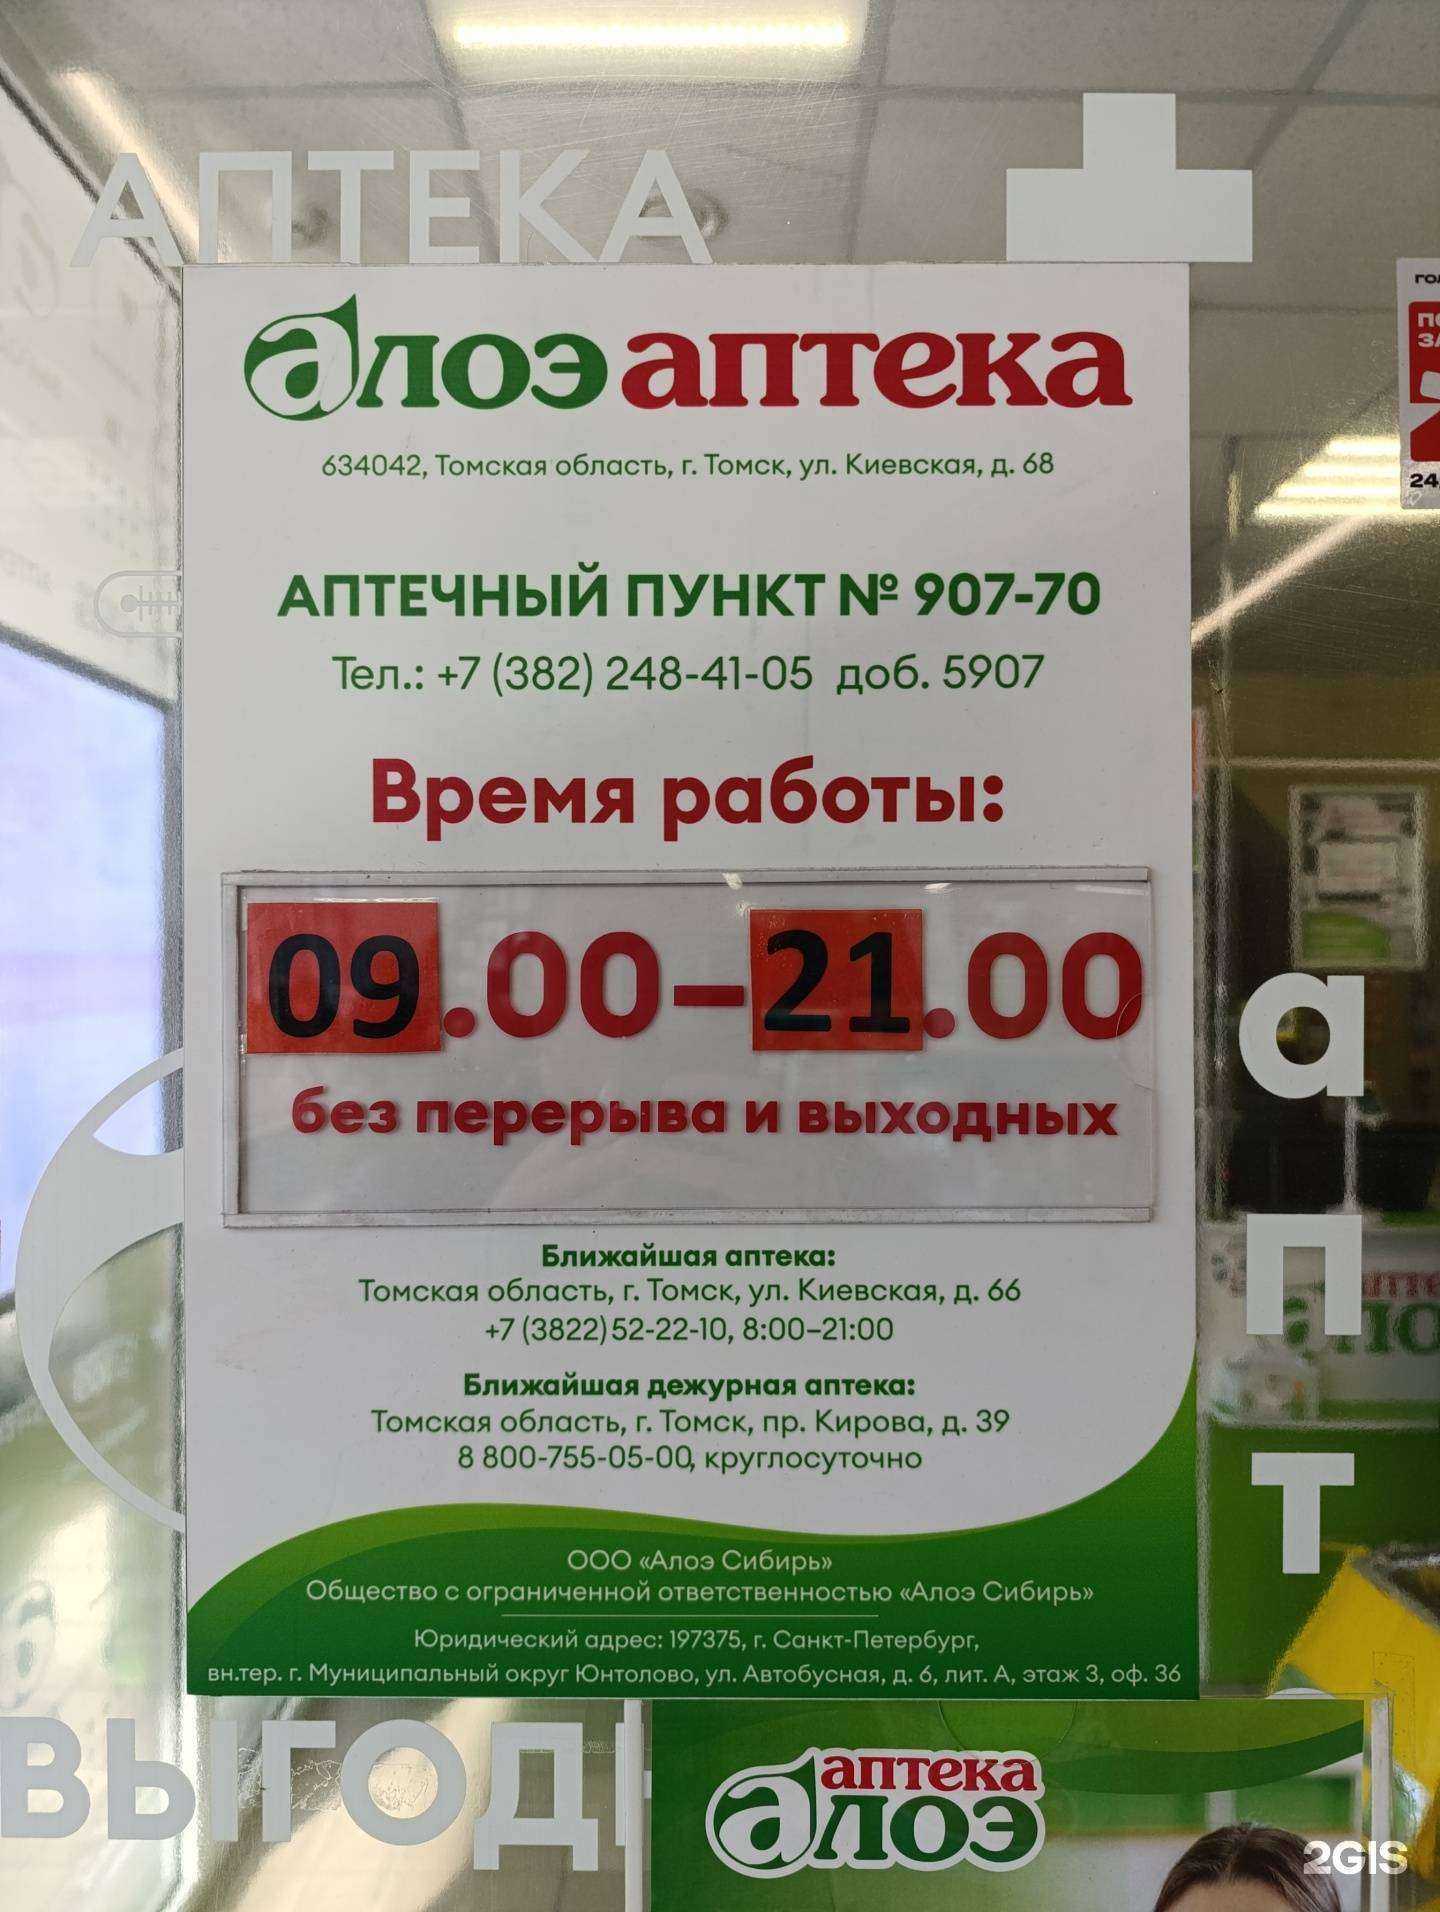 АПТЕКА
алоэ аптека
634042, Томская область, г. Томск, ул. Киевская, д. 68
АПТЕЧНЫЙ ПУНКТ № 907-70
Тел.: +7 (382) 248-41-05 доб. 5907
Время работы:
09.00–21.00
без перерыва и выходных
Ближайшая аптека:
Томская область, г. Томск, ул. Киевская, д. 66
+7 (3822) 52-22-10, 8:00–21:00
Ближайшая дежурная аптека:
Томская область, г. Томск, пр. Кирова, д. 39
8 800-755-05-00, круглосуточно
ООО «Алоэ Сибирь»
Общество с ограниченной ответственностью «Алоэ Сибирь»
Юридический адрес: 197375, г. Санкт-Петербург,
вн.тер. г. Муниципальный округ Юнтолово, ул. Автобусная, д. 6, лит. А, этаж 3, оф. 36
апт
ВЫГОД
аптека
алоэ
2GIS